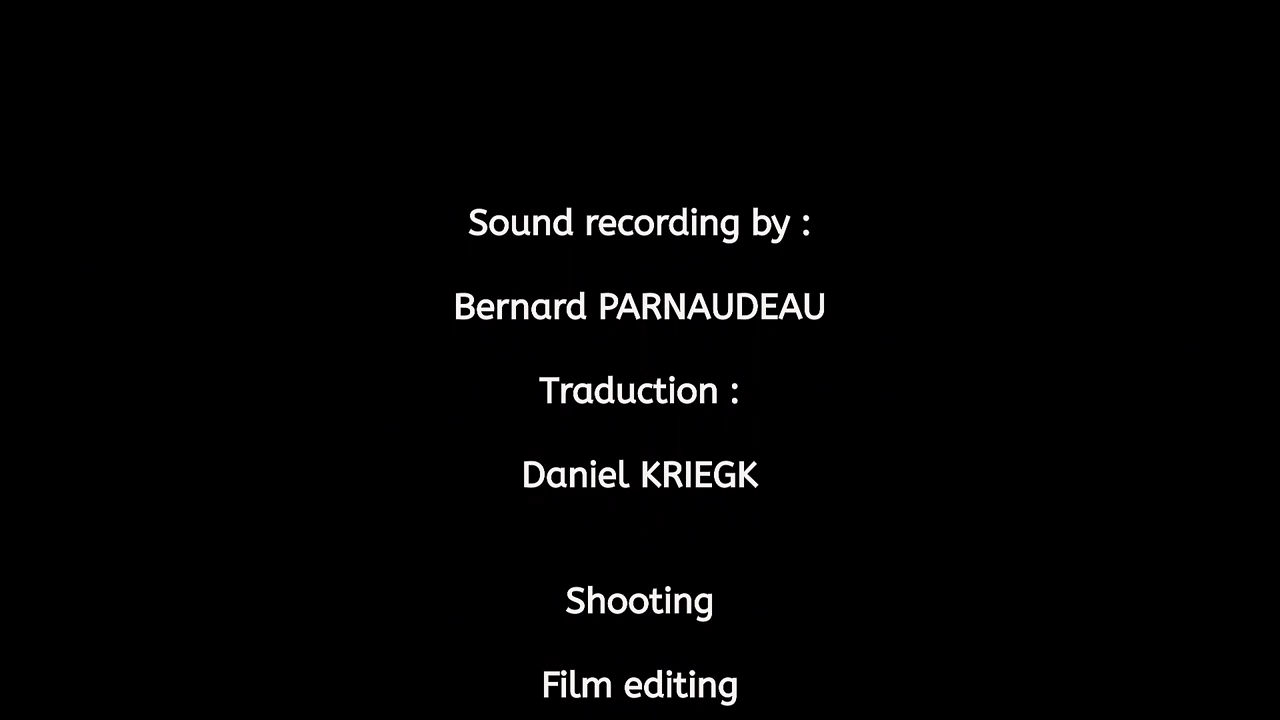 Sound recording by :
Bernard PARNAUDEAU
Traduction :
Daniel KRIEGK
Shooting
Film editing